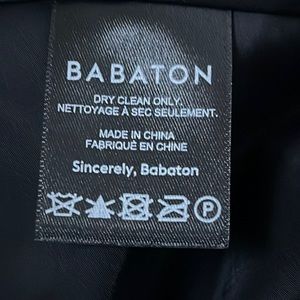 BABATON
DRY CLEAN ONLY.
NETTOYAGE À SEC SEULEMENT.
MADE IN CHINA
FABRIQUÉ EN CHINE
Sincerely, Babaton
P